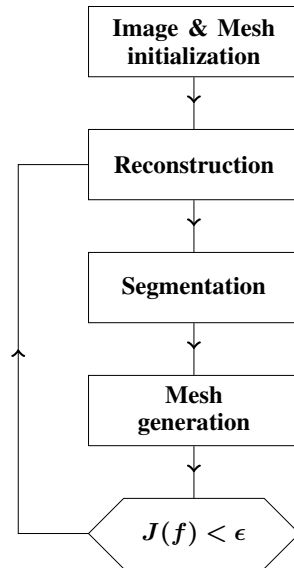 Image & Mesh
initialization
Reconstruction
Segmentation
Mesh
generation
J(f) < ϵ